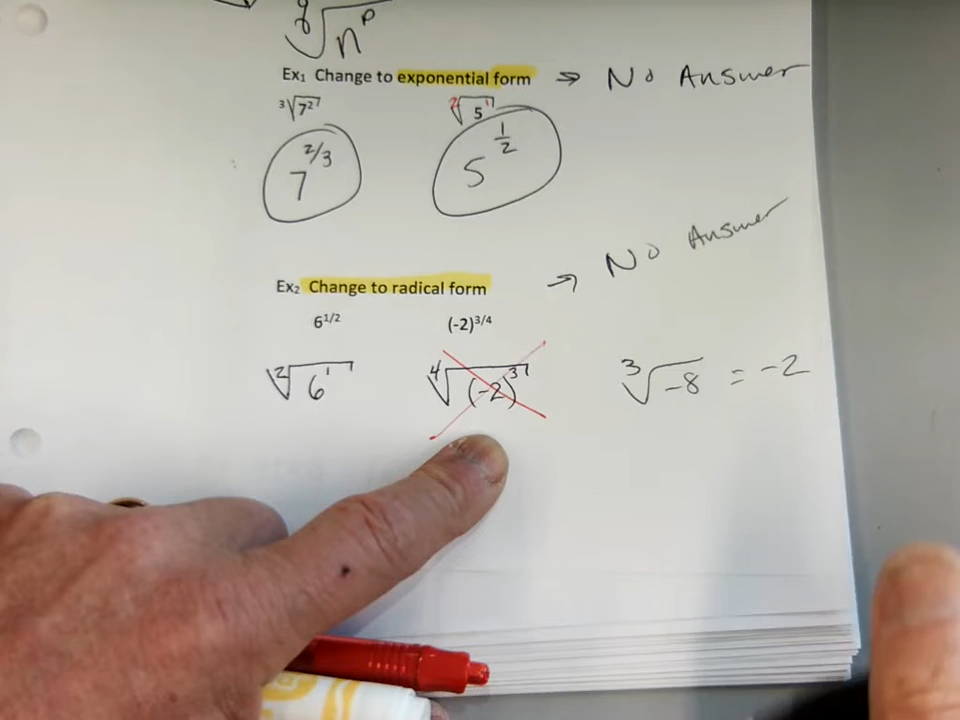 q√n^p
Ex₁ Change to exponential form → No Answer
³√7² ²√5¹
7^2/3 5^1/2
Ex₂ Change to radical form → No Answer
6^1/2 (-2)^3/4
²√6¹ ⁴√(-2)³ ³√-8 = -2